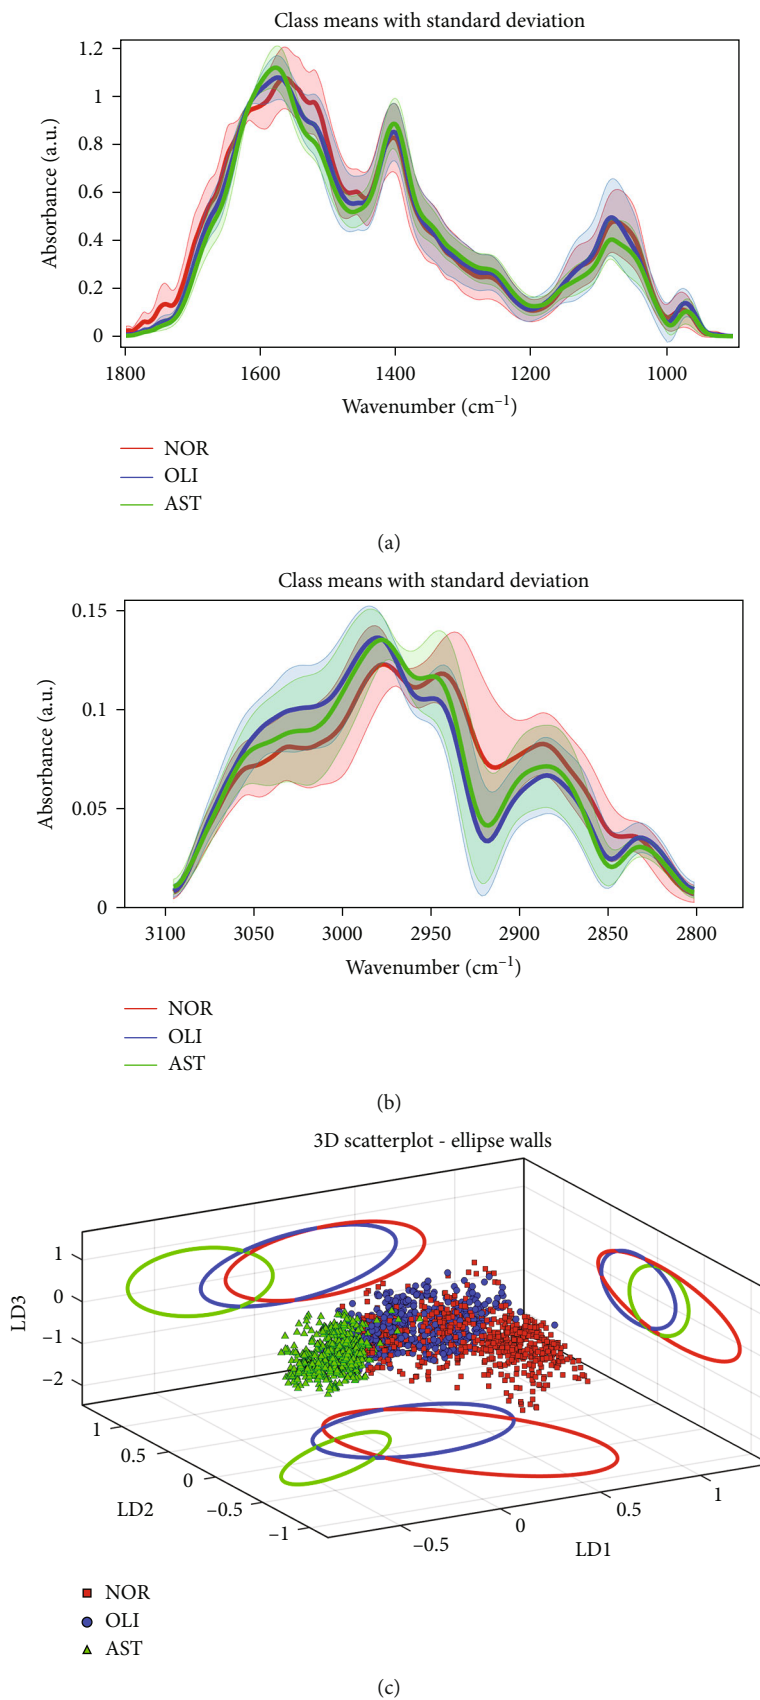 Class means with standard deviation
1.2
1
0.8
0.6
0.4
0.2
0
Absorbance (a.u.)
1800 1600 1400 1200 1000
Wavenumber (cm⁻¹)
NOR
OLI
AST
(a)
Class means with standard deviation
0.15
0.1
0.05
0
Absorbance (a.u.)
3100 3050 3000 2950 2900 2850 2800
Wavenumber (cm⁻¹)
NOR
OLI
AST
(b)
3D scatterplot - ellipse walls
1
0
−1
−2
LD3
1
0.5
0
−0.5
−1
LD2
−0.5
0
0.5
1
LD1
NOR
OLI
AST
(c)